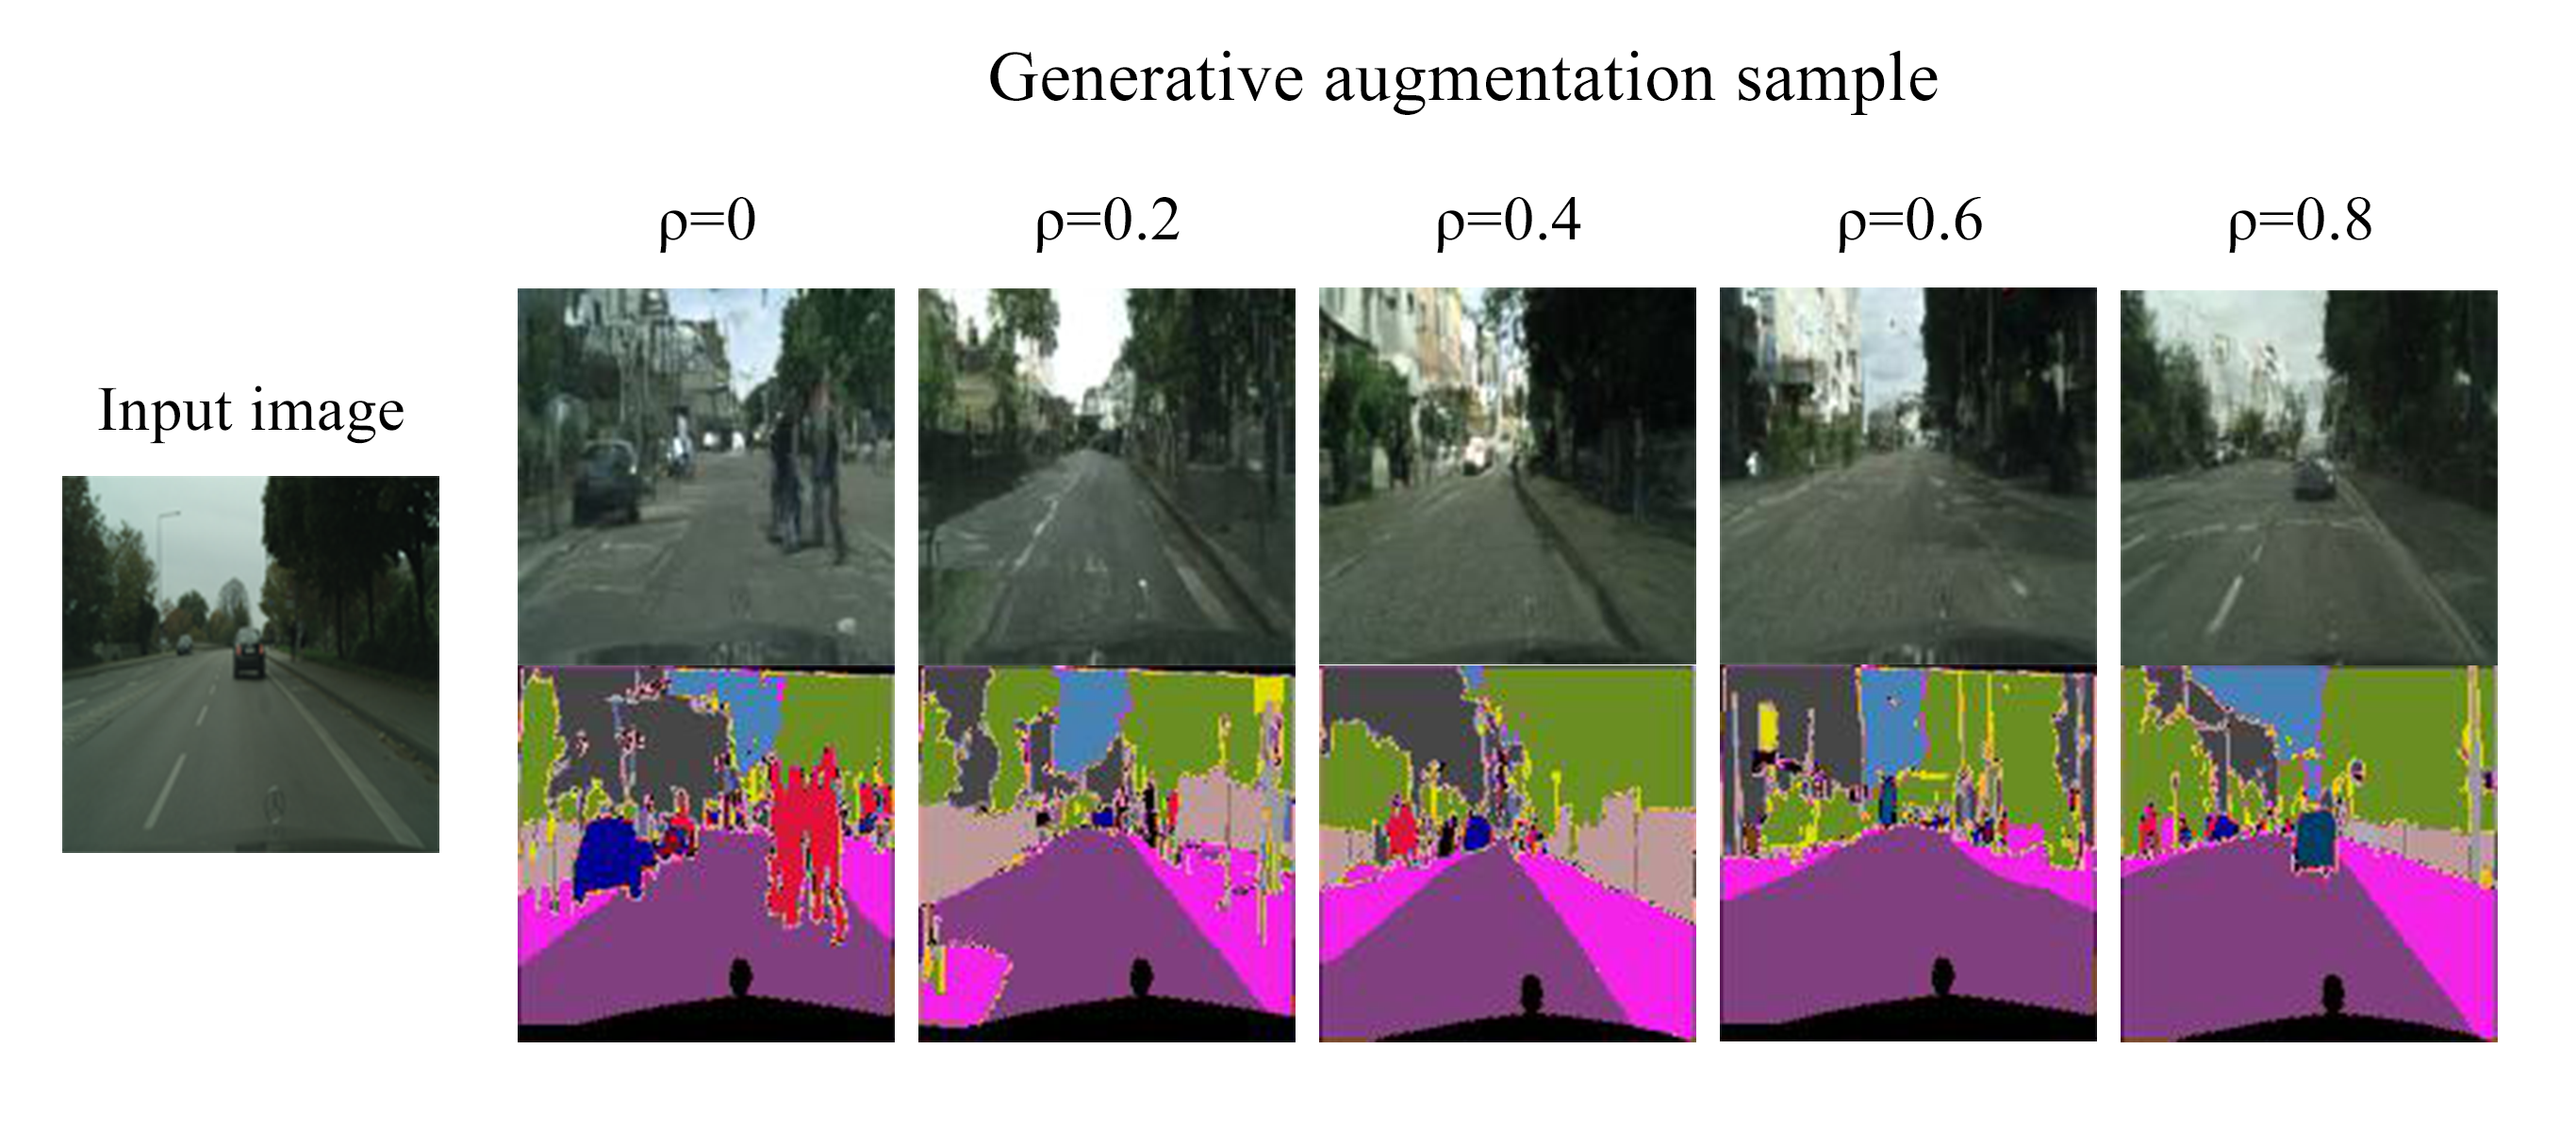 Generative augmentation sample
ρ=0 ρ=0.2 ρ=0.4 ρ=0.6 ρ=0.8
Input image